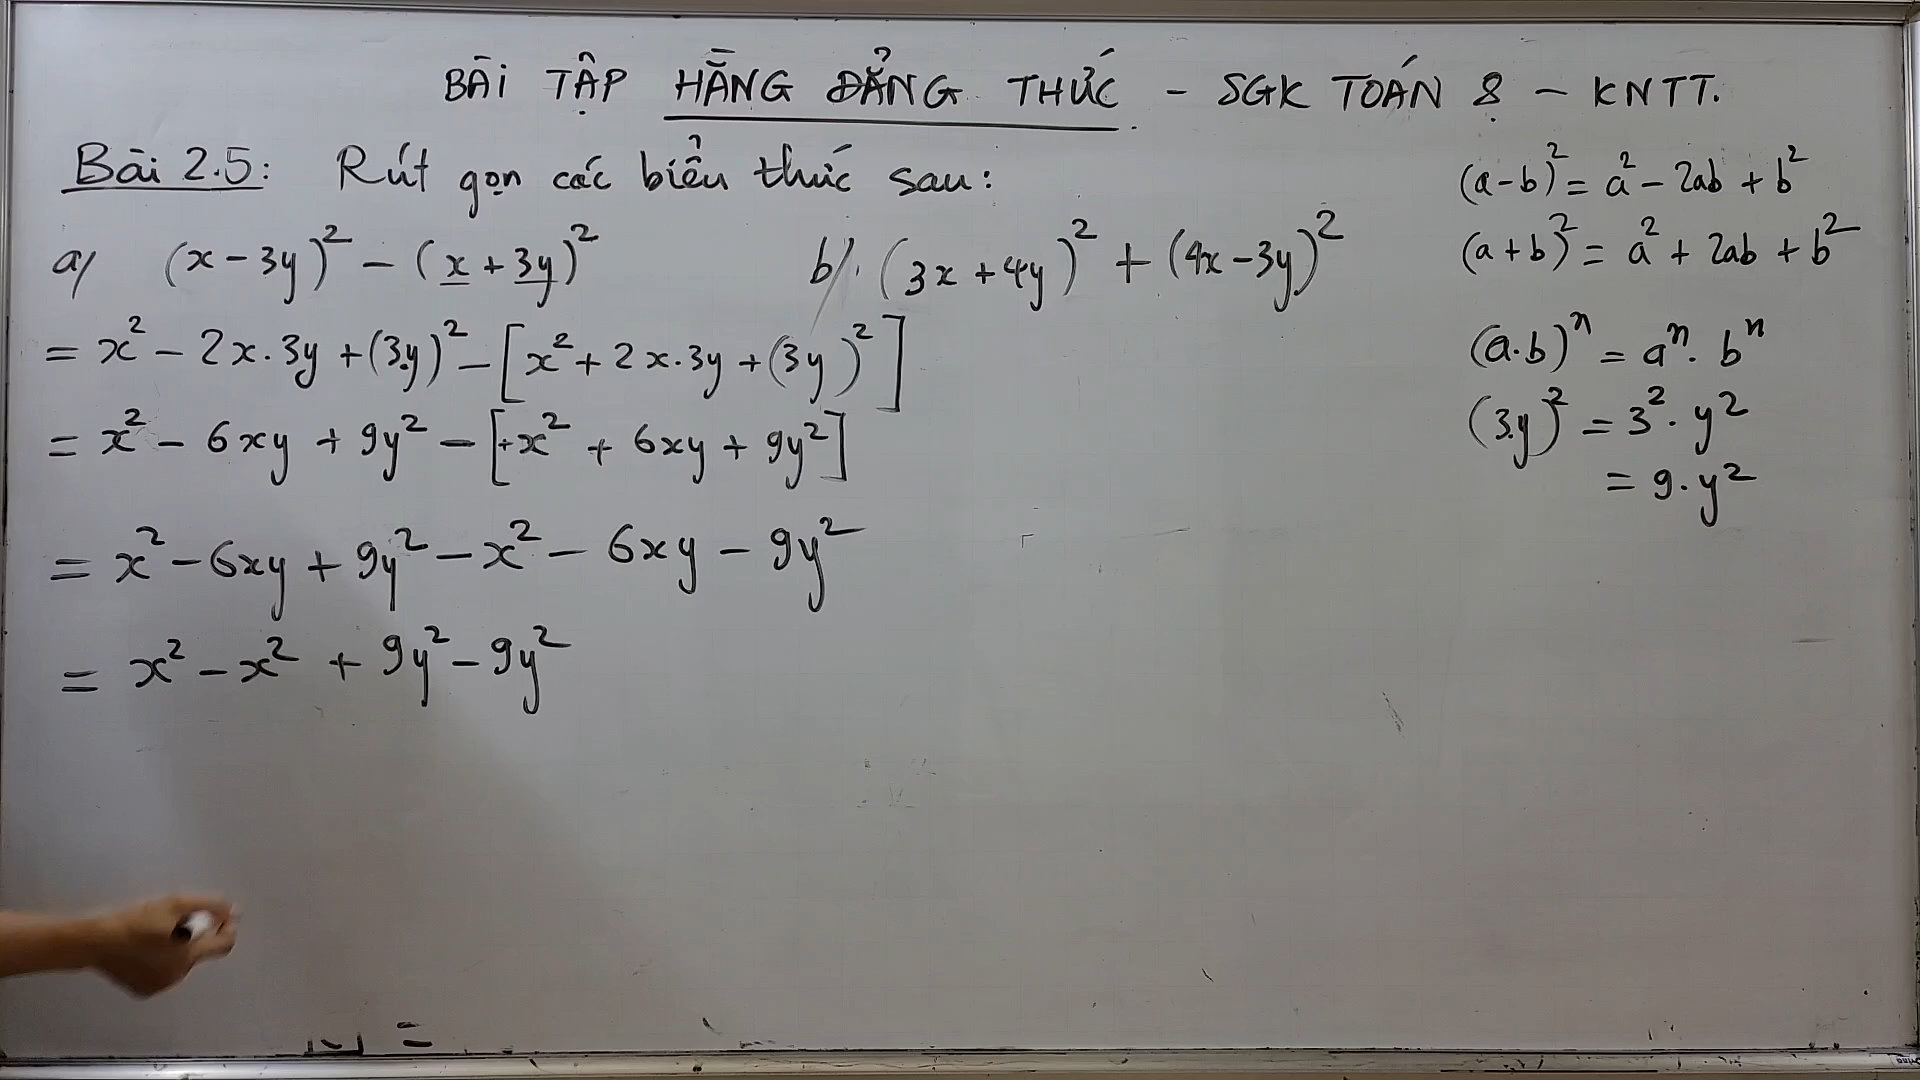 BÀI TẬP HẰNG ĐẲNG THỨC - SGK TOÁN 8 - KNTT.
Bài 2.5: Rút gọn các biểu thức sau:
a/ (x-3y)² - (x+3y)²
b/. (3x+4y)² + (4x-3y)²
= x² - 2x.3y + (3.y)² - [x² + 2x.3y + (3y)²]
= x² - 6xy + 9y² - [+x² + 6xy + 9y²]
= x² - 6xy + 9y² - x² - 6xy - 9y²
= x² - x² + 9y² - 9y²
(a-b)² = a² - 2ab + b²
(a+b)² = a² + 2ab + b²
(a.b)ⁿ = aⁿ. bⁿ
(3.y)² = 3² . y²
= 9.y²